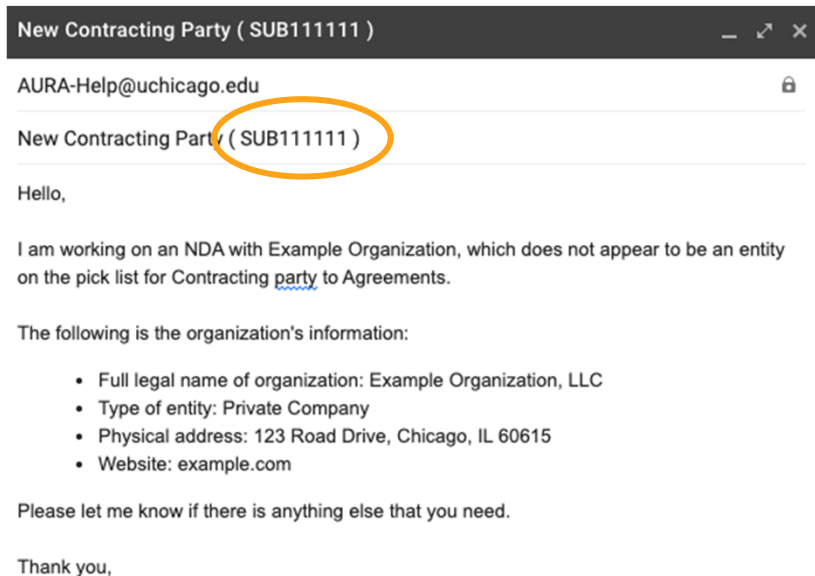 New Contracting Party ( SUB111111 )
AURA-Help@uchicago.edu
New Contracting Party ( SUB111111 )
Hello,
I am working on an NDA with Example Organization, which does not appear to be an entity
on the pick list for Contracting party to Agreements.
The following is the organization's information:
• Full legal name of organization: Example Organization, LLC
• Type of entity: Private Company
• Physical address: 123 Road Drive, Chicago, IL 60615
• Website: example.com
Please let me know if there is anything else that you need.
Thank you,